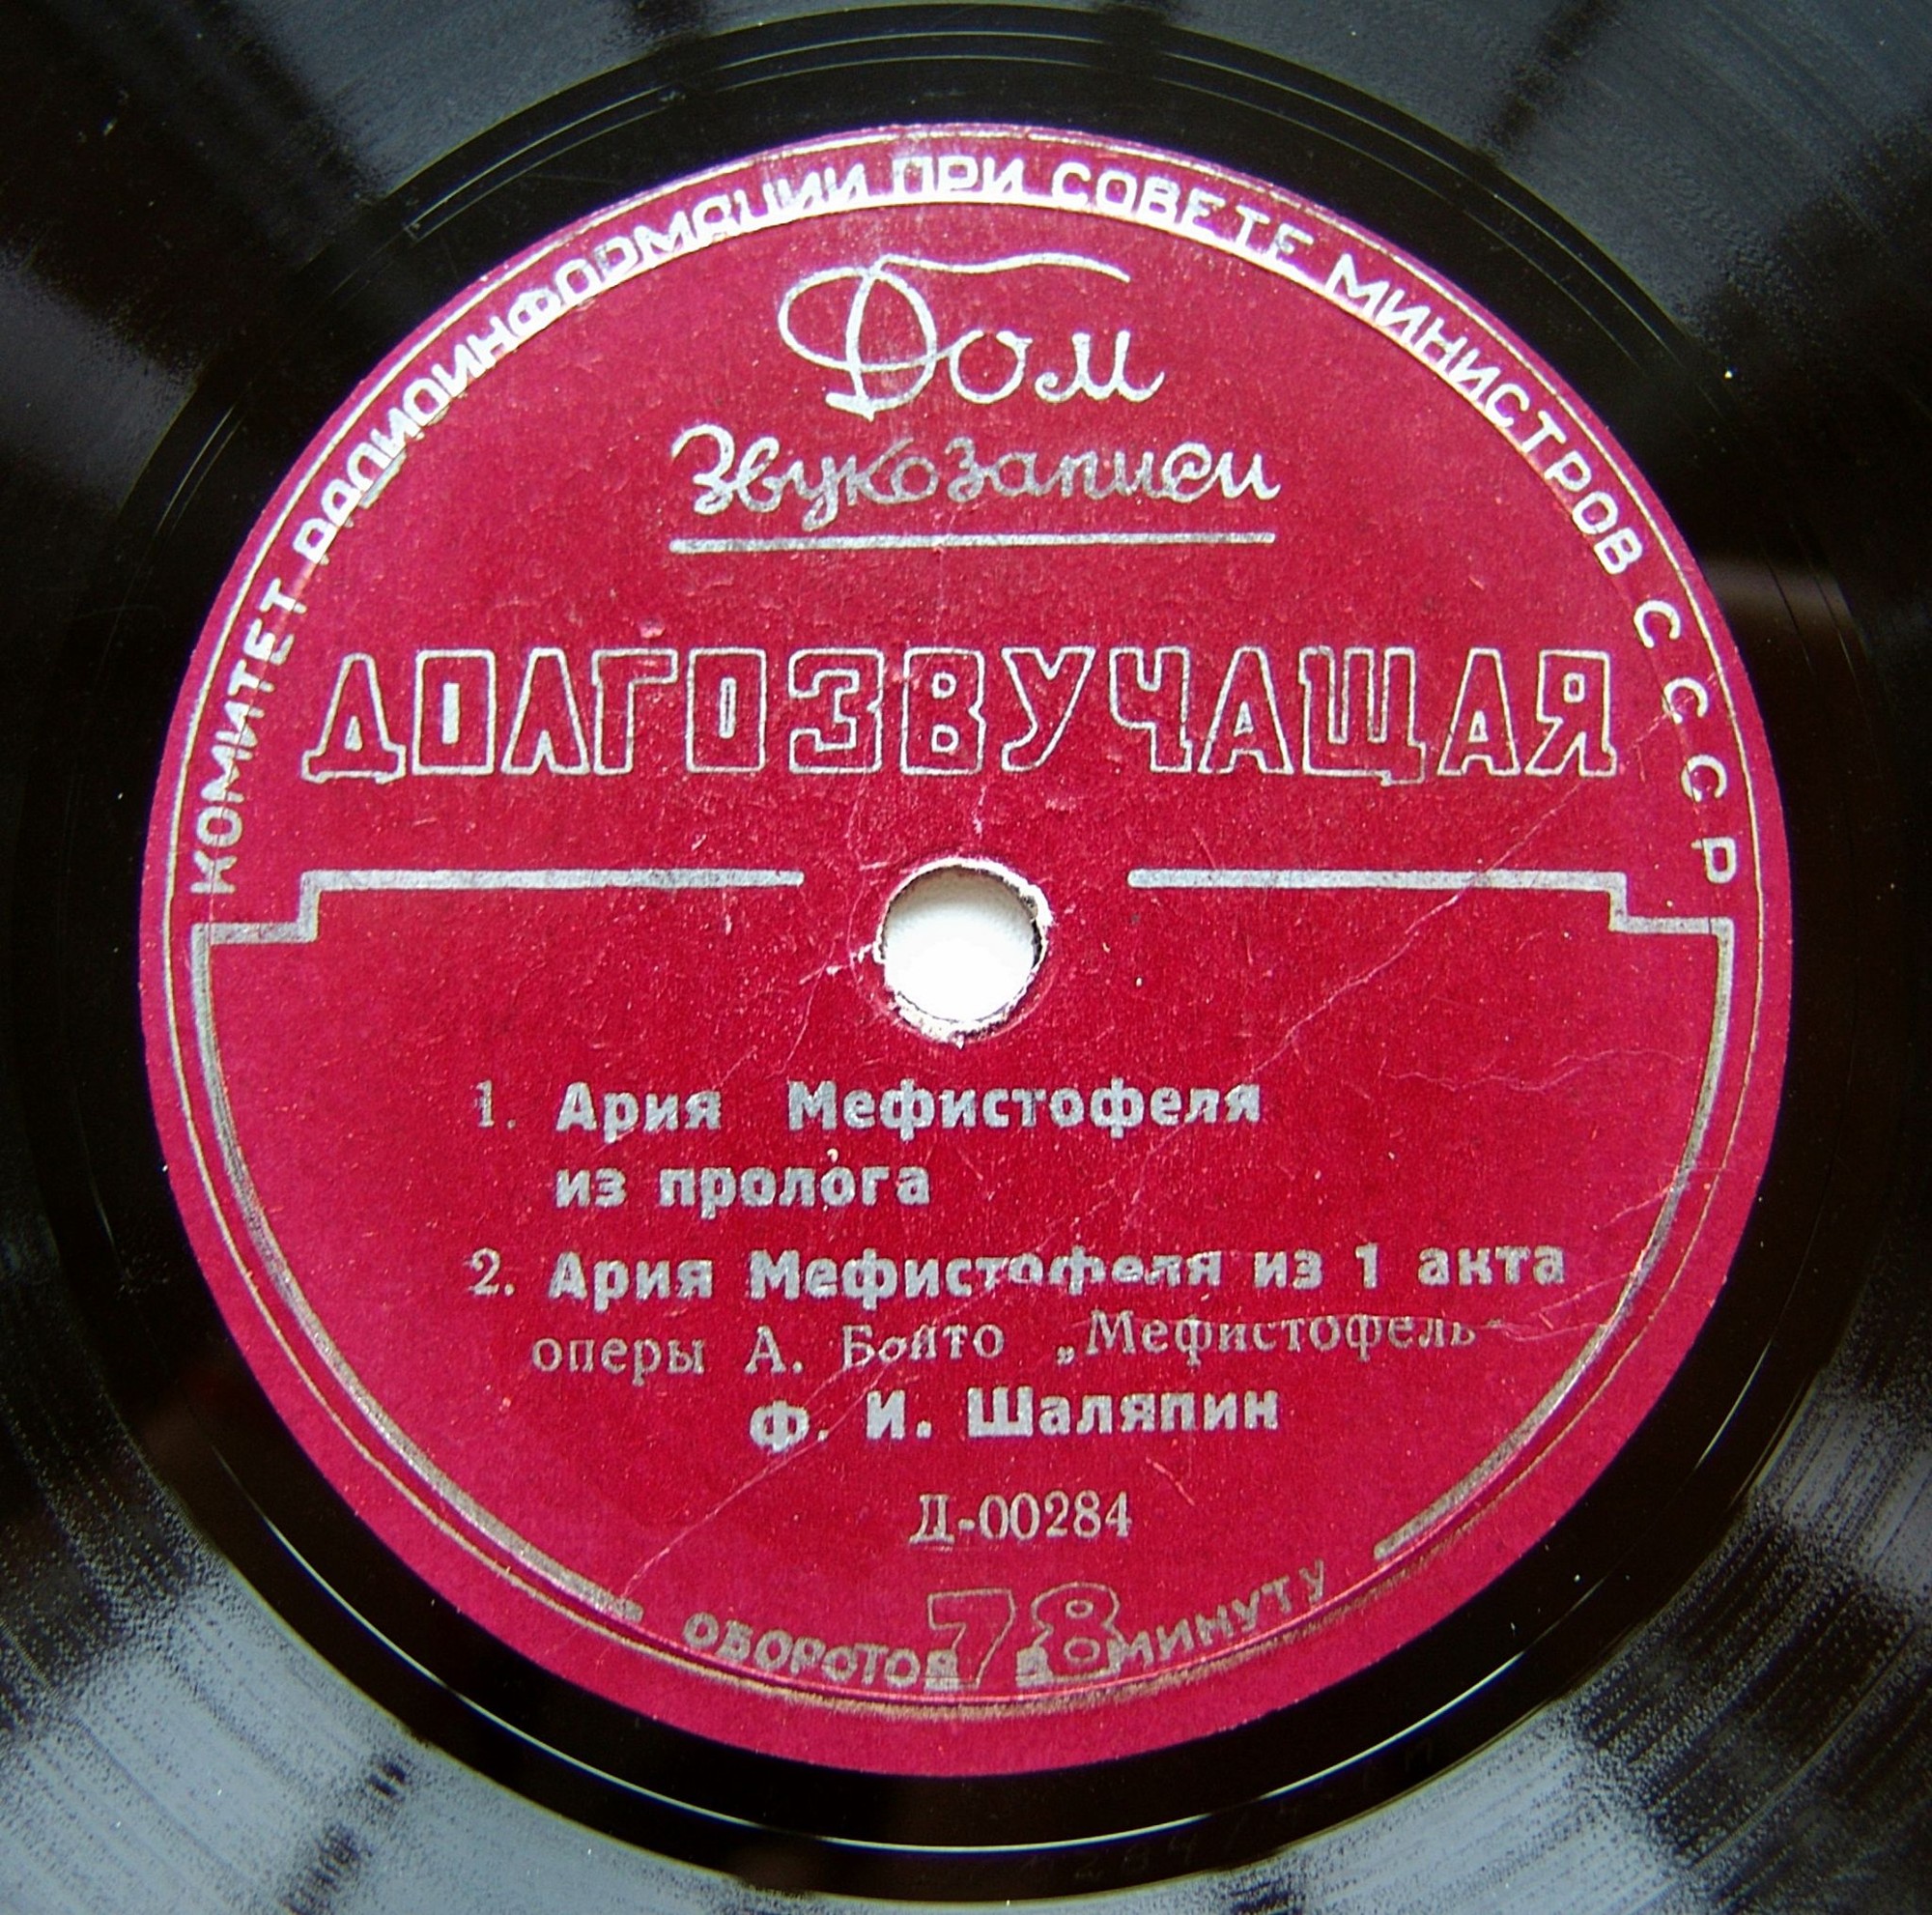 КОМИТЕТ РАДИОИНФОРМАЦИИ ПРИ СОВЕТЕ МИНИСТРОВ СССР
Дом
Звукозаписи
ДОЛГОЗВУЧАЩАЯ
1. Ария Мефистофеля
из пролога
2. Ария Мефистофеля из 1 акта
оперы А. Бойто „Мефистофель"
Ф. И. Шаляпин
Д-00284
ОБОРОТОВ 78 В МИНУТУ